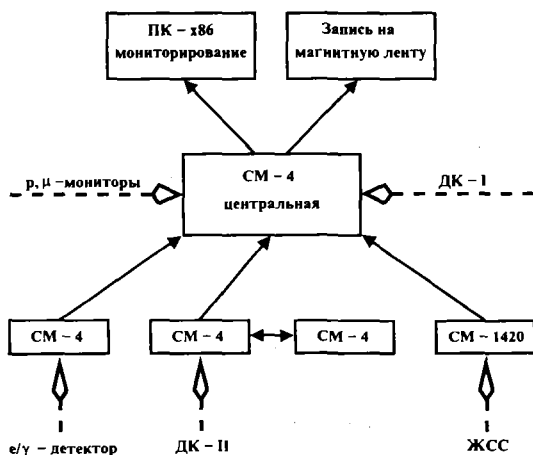 ПК – x86
мониторирование
Запись на
магнитную ленту
p, μ –мониторы
СМ – 4
центральная
ДК – I
СМ – 4
СМ – 4
СМ – 4
СМ – 1420
e/γ – детектор
ДК – II
ЖСС